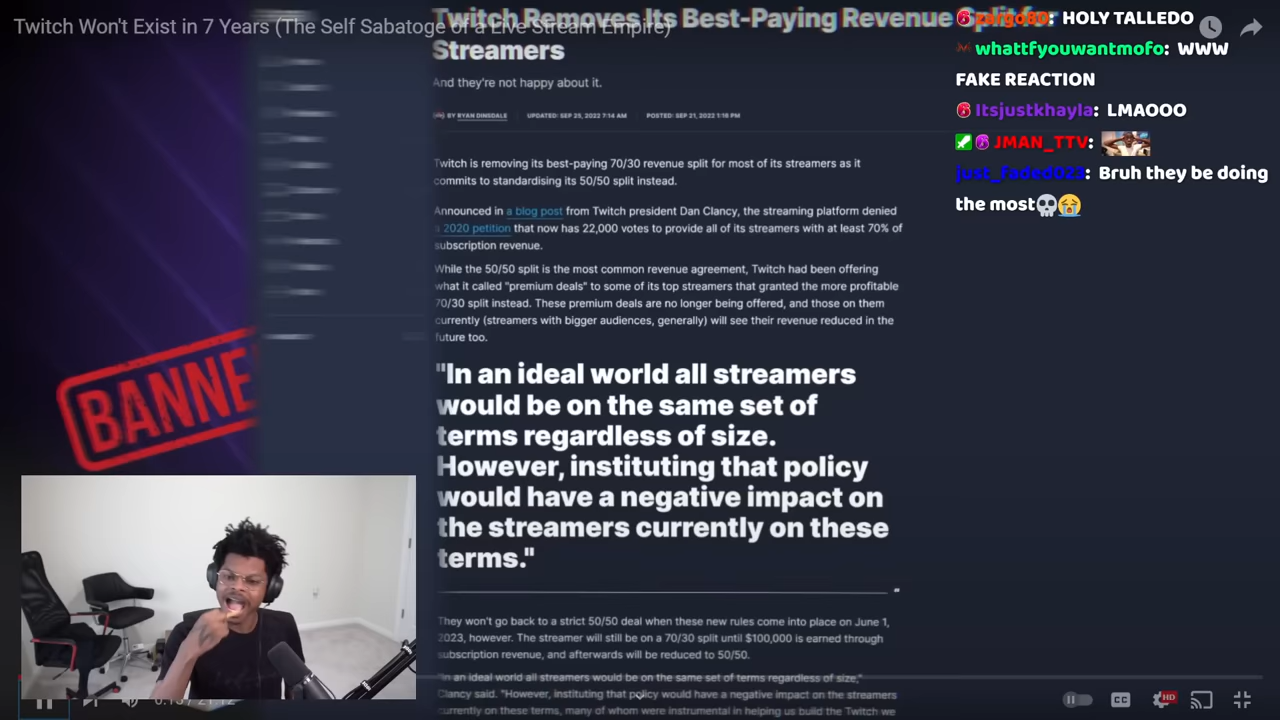 Twitch Won't Exist in 7 Years (The Self Sabatoge of a Live Stream Empire)
Twitch Removes Its Best-Paying Revenue Split for
Streamers
And they're not happy about it.
BY RYAN DINSDALE UPDATED: SEP 25, 2022 7:14 AM POSTED: SEP 21, 2022 1:16 PM
Twitch is removing its best-paying 70/30 revenue split for most of its streamers as it
commits to standardising its 50/50 split instead.
Announced in a blog post from Twitch president Dan Clancy, the streaming platform denied
a 2020 petition that now has 22,000 votes to provide all of its streamers with at least 70% of
subscription revenue.
While the 50/50 split is the most common revenue agreement, Twitch had been offering
what it called "premium deals" to some of its top streamers that granted the more profitable
70/30 split instead. These premium deals are no longer being offered, and those on them
currently (streamers with bigger audiences, generally) will see their revenue reduced in the
future too.
"In an ideal world all streamers
would be on the same set of
terms regardless of size.
However, instituting that policy
would have a negative impact on
the streamers currently on these
terms."
They won't go back to a strict 50/50 deal when these new rules come into place on June 1,
2023, however. The streamer will still be on a 70/30 split until $100,000 is earned through
subscription revenue, and afterwards will be reduced to 50/50.
"In an ideal world all streamers would be on the same set of terms regardless of size,"
Clancy said. "However, instituting that policy would have a negative impact on the streamers
currently on these terms, many of whom were instrumental in helping us build the Twitch we
BANNE
zargo80: HOLY TALLEDO
whattfyouwantmofo: WWW
FAKE REACTION
Itsjustkhayla: LMAOOO
JMAN_TTV:
just_faded023: Bruh they be doing
the most💀😭
CC
HD